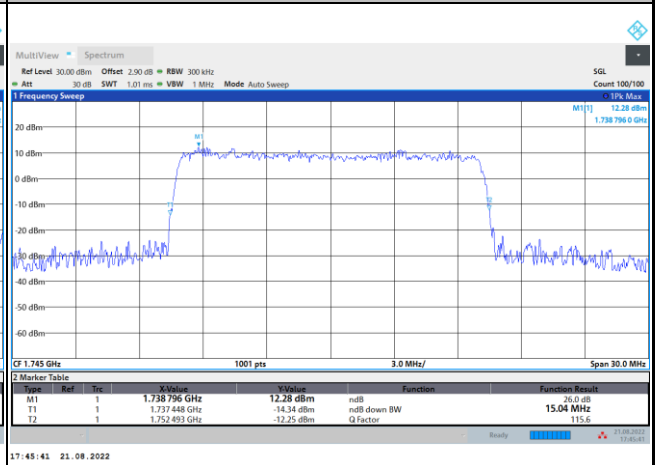 MultiView Spectrum
Ref Level 30.00 dBm Offset 2.90 dB RBW 300 kHz SGL
Att 30 dB SWT 1.01 ms VBW 1 MHz Mode Auto Sweep Count 100/100
1 Frequency Sweep 1Pk Max
M1[1] 12.28 dBm
1.738 796 0 GHz
20 dBm
M1
10 dBm
0 dBm
-10 dBm
T1 T2
-20 dBm
-30 dBm
-40 dBm
-50 dBm
-60 dBm
CF 1.745 GHz 1001 pts 3.0 MHz/ Span 30.0 MHz
2 Marker Table
Type Ref Trc X-Value Y-Value Function Function Result
M1 1 1.738 796 GHz 12.28 dBm ndB 26.0 dB
T1 1 1.737 448 GHz -14.34 dBm ndB down BW 15.04 MHz
T2 1 1.752 493 GHz -12.25 dBm Q Factor 115.6
Ready 21.08.2022
17:45:41
17:45:41 21.08.2022